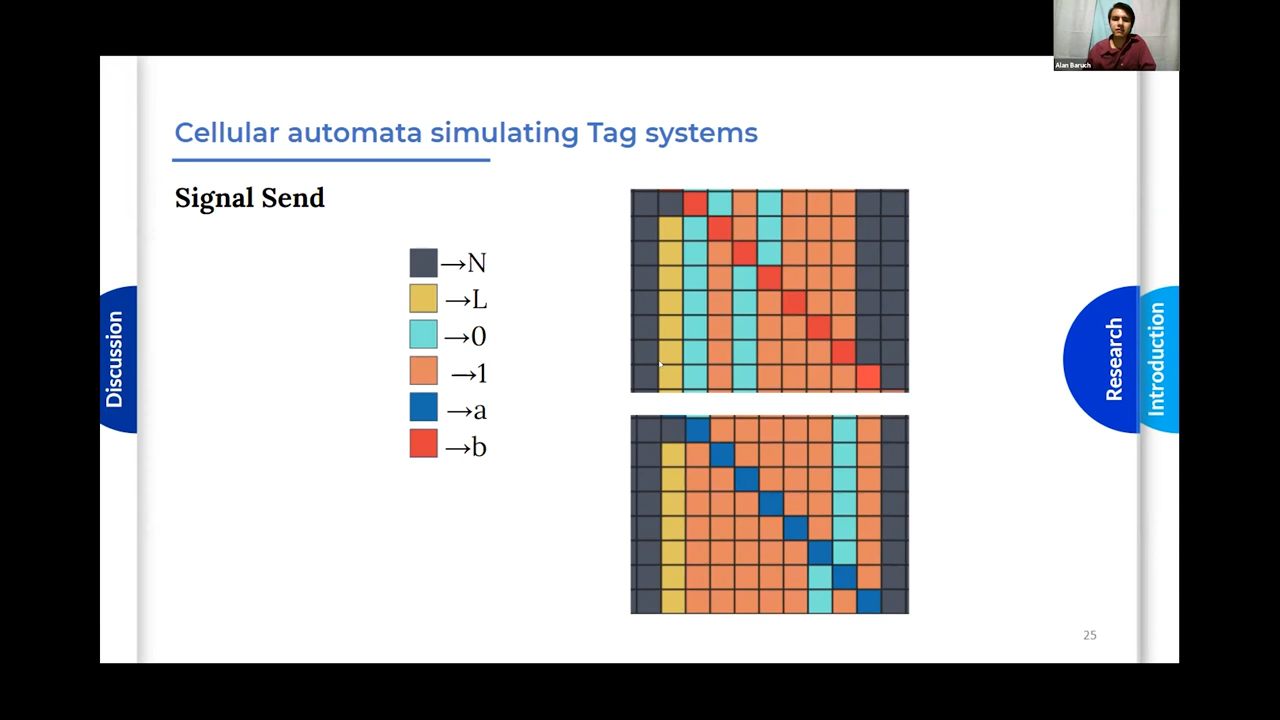 Alan Baruch
Cellular automata simulating Tag systems
Signal Send
→N
→L
→0
→1
→a
→b
Discussion
Research
Introduction
25